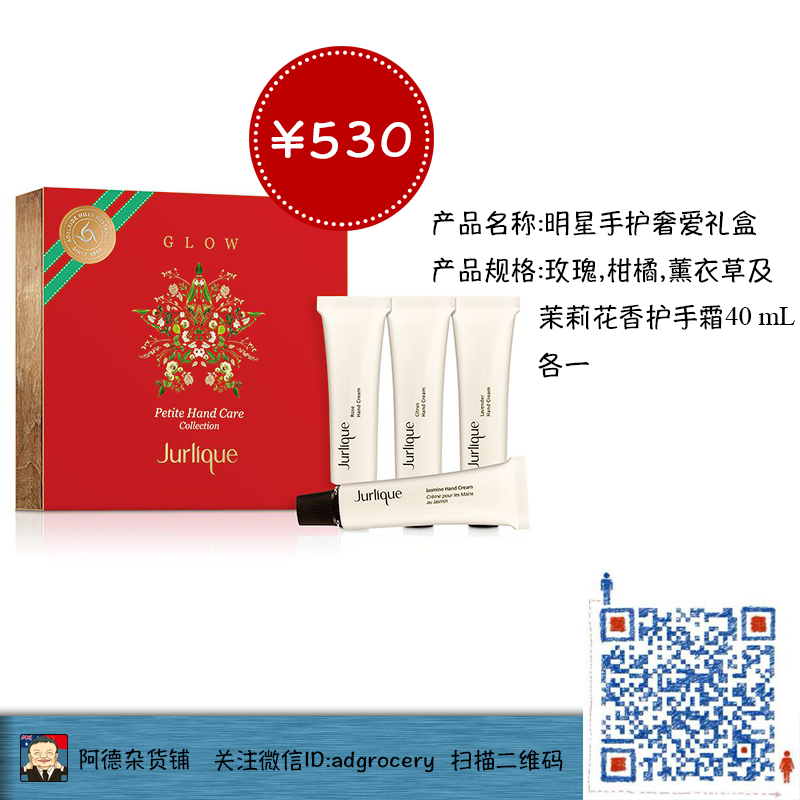 ¥530
ADELAIDE HILLS
SINCE 1985
GLOW
Petite Hand Care
Collection
Jurlique
产品名称:明星手护奢爱礼盒
产品规格:玫瑰,柑橘,薰衣草及
茉莉花香护手霜40 mL
各一
Jurlique
Rose
Hand Cream
Jurlique
Citrus
Hand Cream
Jurlique
Lavender
Hand Cream
Jurlique
Jasmine Hand Cream
Crème pour les Mains
au Jasmin
阿德杂货铺 关注微信ID:adgrocery 扫描二维码